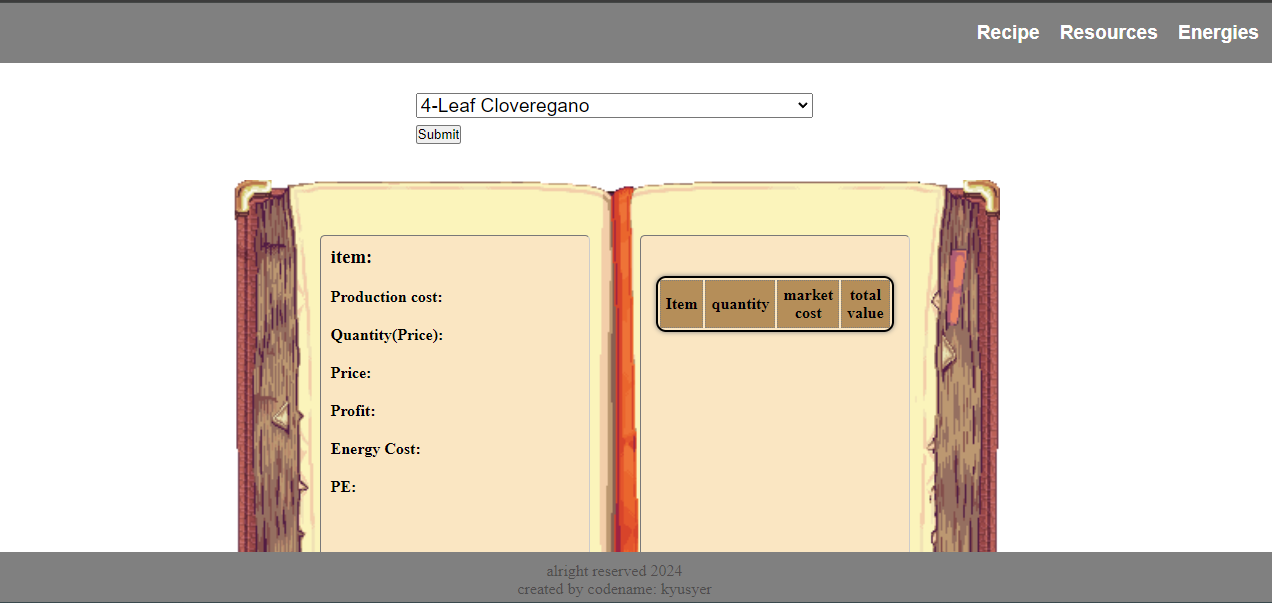 Recipe Resources Energies
4-Leaf Cloveregano
Submit
item:
Production cost:
Quantity(Price):
Price:
Profit:
Energy Cost:
PE:
Item quantity market cost total value
alright reserved 2024
created by codename: kyusyer